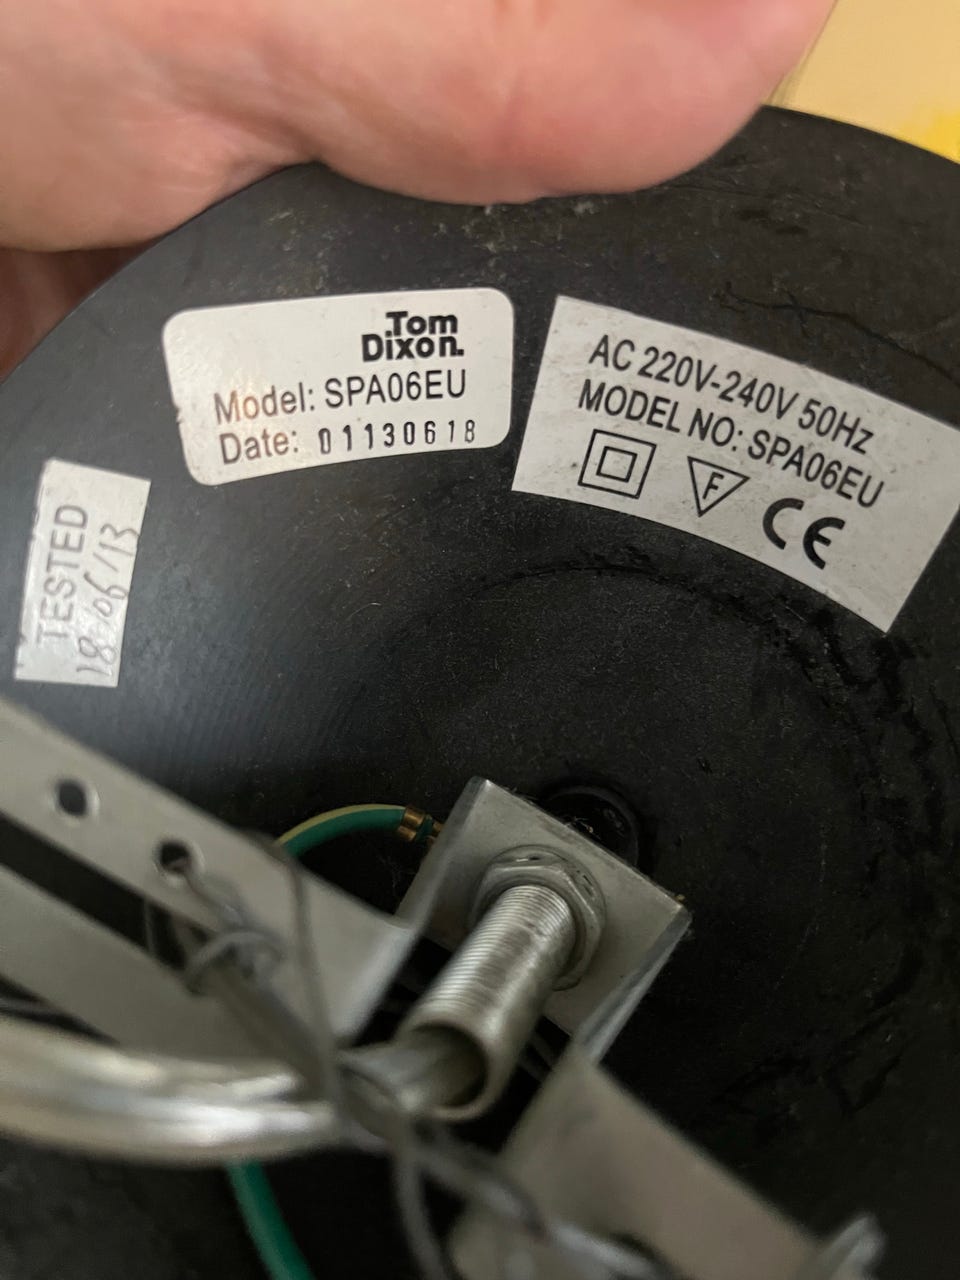 Tom
Dixon.
Model: SPA06EU
Date: 01130618
AC 220V-240V 50Hz
MODEL NO: SPA06EU
F
CE
TESTED
18/06/13